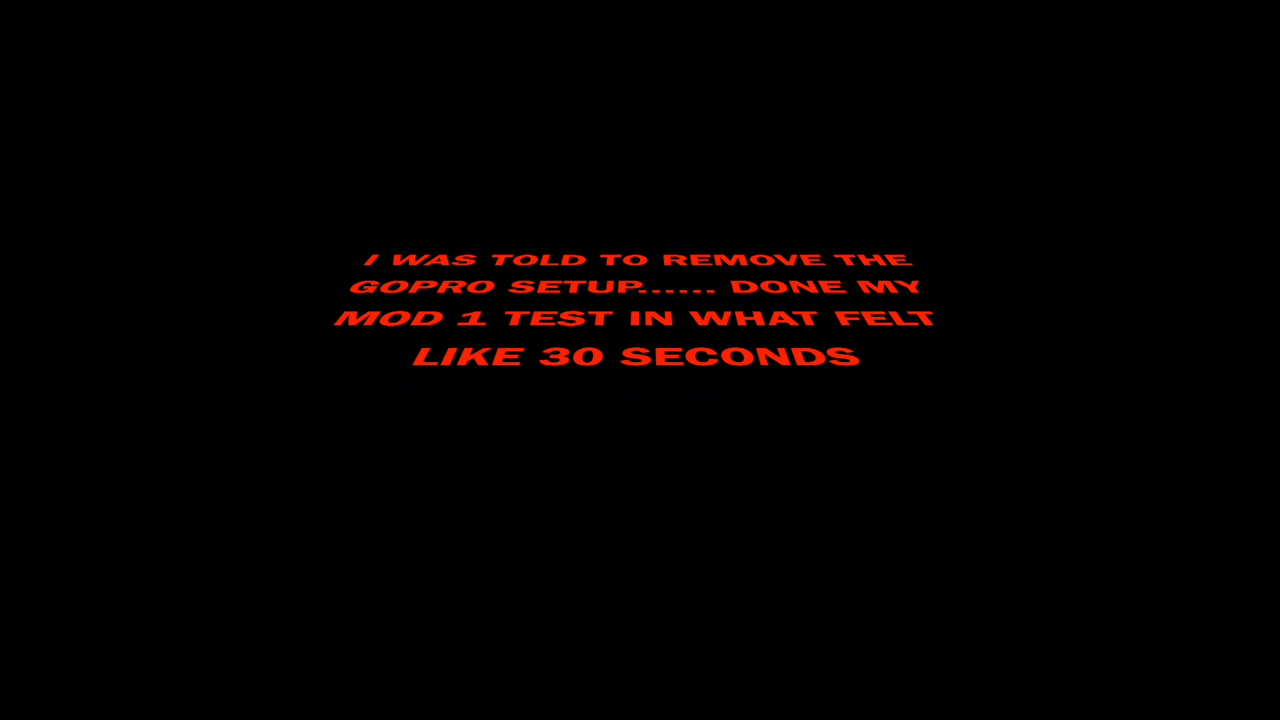 I WAS TOLD TO REMOVE THE
GOPRO SETUP...... DONE MY
MOD 1 TEST IN WHAT FELT
LIKE 30 SECONDS